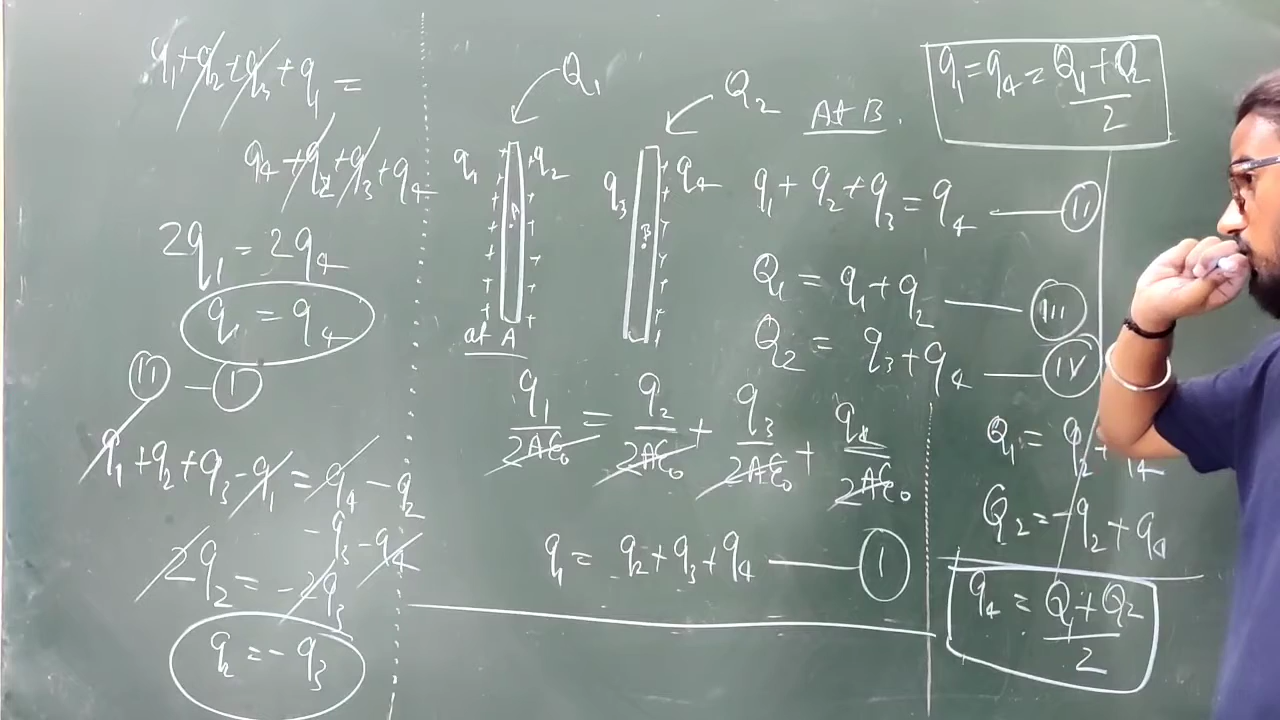 q₁+q₂+q₃+q₁ =
q₄+q₂+q₃+q₄
2q₁ = 2q₄
q₁ = q₄
(II) - (I)
q₁+q₂+q₃-q₁ = q₄-q₂
-q₃-q₄
2q₂ = -2q₃
q₂ = -q₃
Q₁
Q₂
q₁
q₂
q₃
q₄
A
B
at A
q₁/2Aε₀ = q₂/2Aε₀ + q₃/2Aε₀ + q₄/2Aε₀
q₁ = q₂+q₃+q₄ — (I)
At B.
q₁+q₂+q₃ = q₄ — (II)
Q₁ = q₁+q₂ — (III)
Q₂ = q₃+q₄ — (IV)
q₁ = q₄ = (Q₁+Q₂)/2
Q₁ = q₂+
Q₂ = -q₂+q₄
q₄ = (Q₁+Q₂)/2